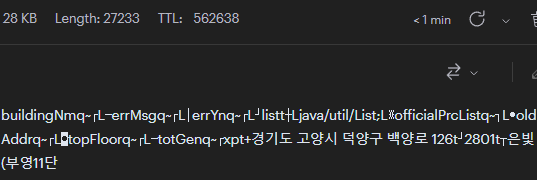 28 KB Length: 27233 TTL: 562638 <1 min
buildingNmq~┌L─errMsgq~┌L│errYnq~┌L┘listt┼Ljava/util/List;L officialPrcListq~┐L•old
Addrq~┌L◘topFloorq~┌L─totGenq~┌xpt+경기도 고양시 덕양구 백양로 126t┘2801t┬은빛
(부영11단